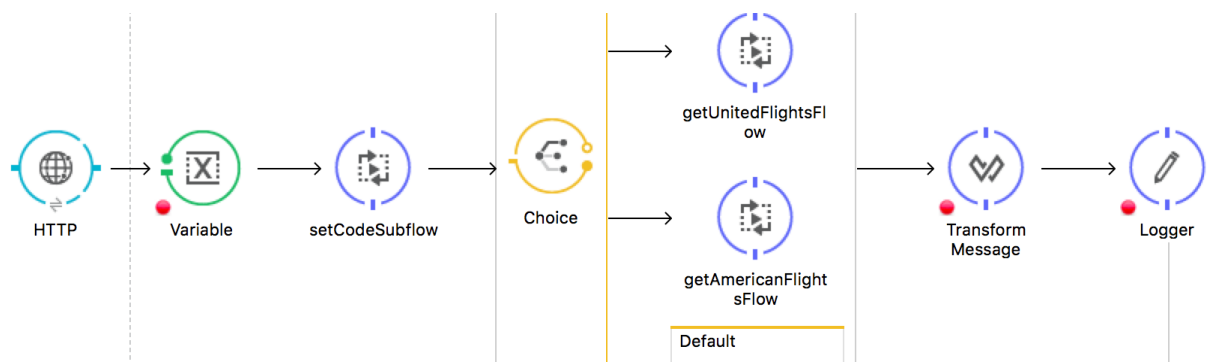 HTTP
Variable
setCodeSubflow
Choice
getUnitedFlightsFl
ow
getAmericanFlight
sFlow
Default
Transform
Message
Logger